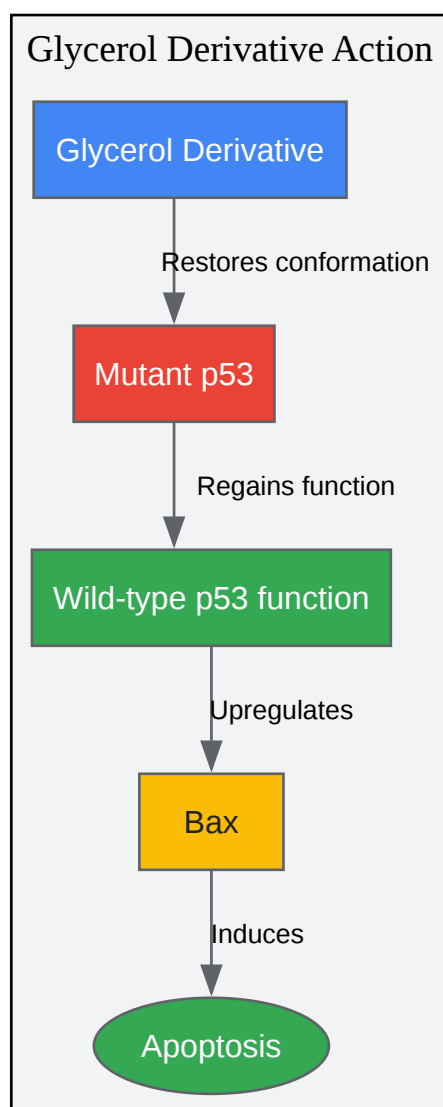 Glycerol Derivative Action
Glycerol Derivative
Restores conformation
Mutant p53
Regains function
Wild-type p53 function
Upregulates
Bax
Induces
Apoptosis